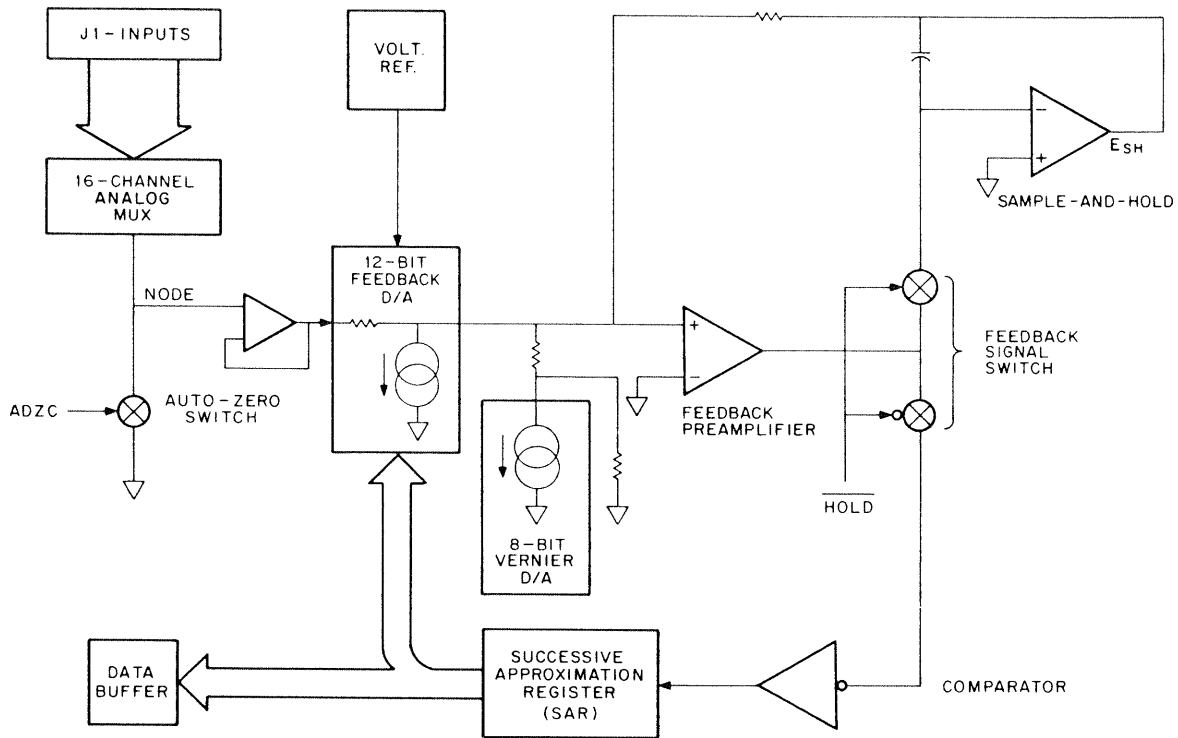 J1-INPUTS
VOLT.
REF.
16-CHANNEL
ANALOG
MUX
NODE
ADZC
AUTO-ZERO
SWITCH
12-BIT
FEEDBACK
D/A
8-BIT
VERNIER
D/A
+
−
FEEDBACK
PREAMPLIFIER
−
+
ESH
SAMPLE-AND-HOLD
FEEDBACK
SIGNAL
SWITCH
HOLD
DATA
BUFFER
SUCCESSIVE
APPROXIMATION
REGISTER
(SAR)
COMPARATOR